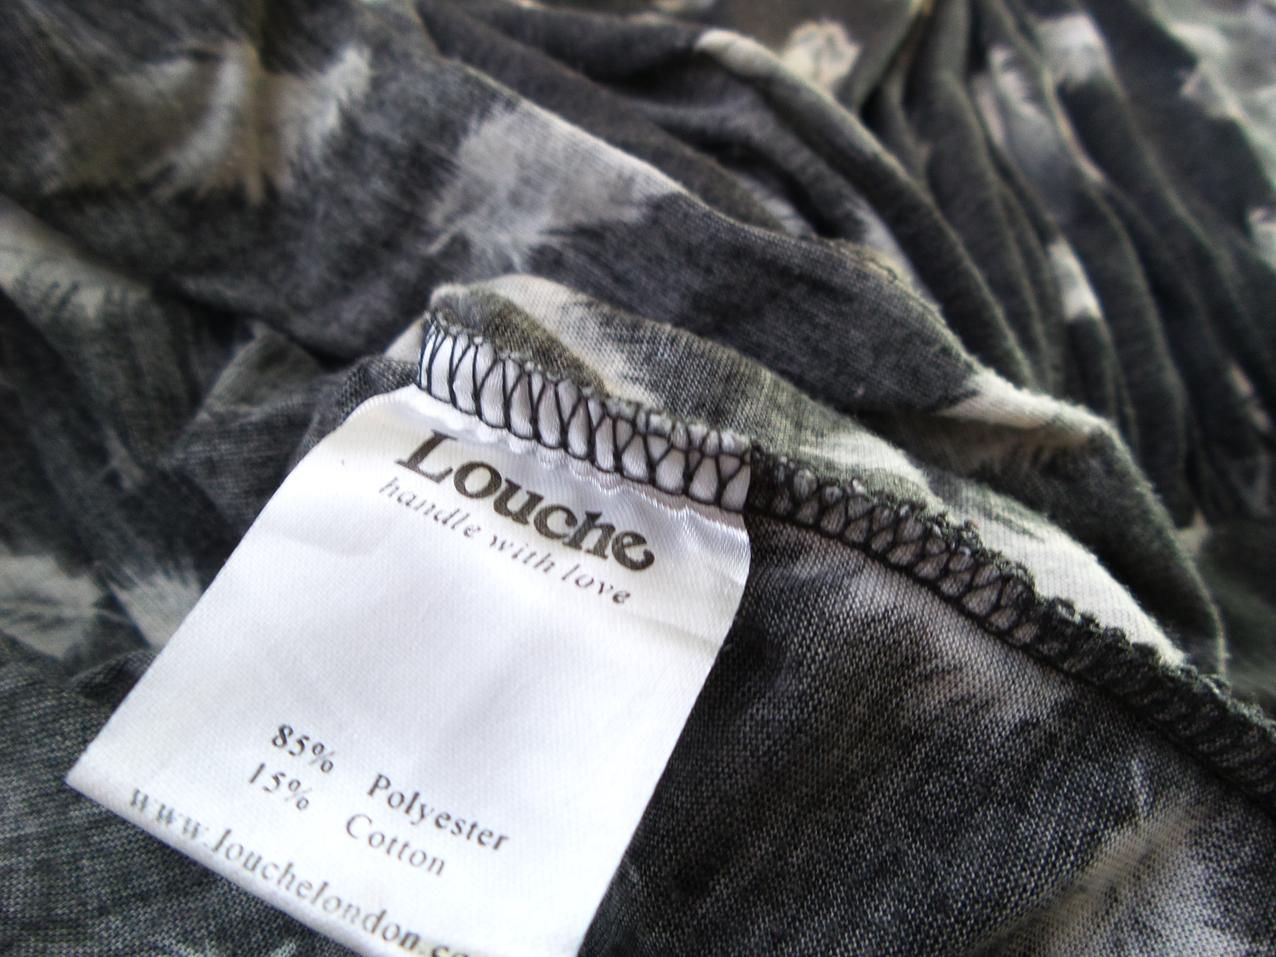 Louche
handle with love
85% Polyester
15% Cotton
www.louchelondon.co